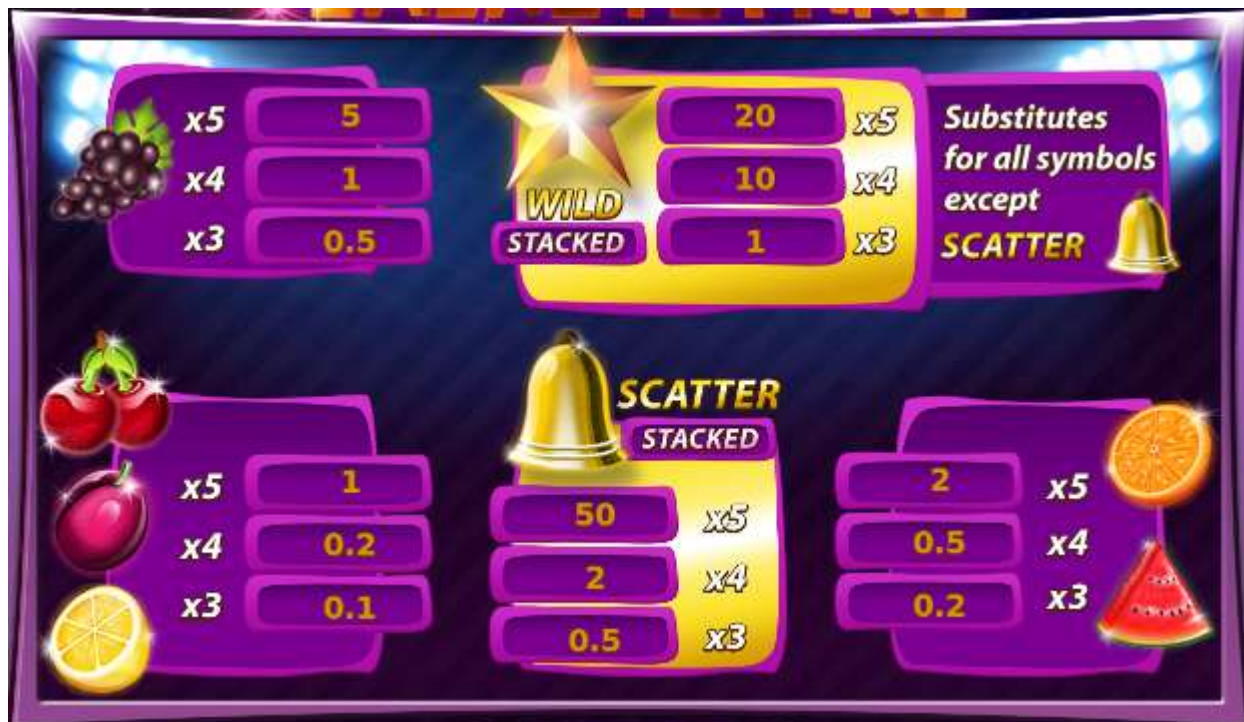 x5 5
x4 1
x3 0.5
WILD
STACKED
20 x5
10 x4
1 x3
Substitutes
for all symbols
except
SCATTER
x5 1
x4 0.2
x3 0.1
SCATTER
STACKED
50 x5
2 x4
0.5 x3
2 x5
0.5 x4
0.2 x3